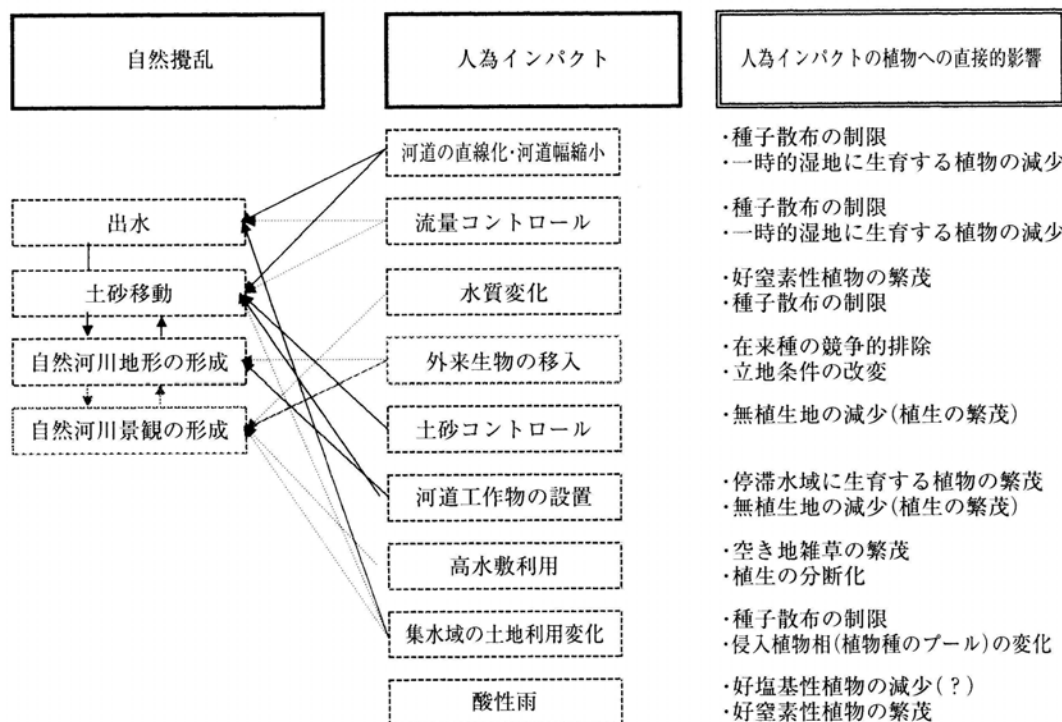 自然攪乱
人為インパクト
人為インパクトの植物への直接的影響
出水
土砂移動
自然河川地形の形成
自然河川景観の形成
河道の直線化・河道幅縮小
流量コントロール
水質変化
外来生物の移入
土砂コントロール
河道工作物の設置
高水敷利用
集水域の土地利用変化
酸性雨
・種子散布の制限
・一時的湿地に生育する植物の減少
・種子散布の制限
・一時的湿地に生育する植物の減少
・好窒素性植物の繁茂
・種子散布の制限
・在来種の競争的排除
・立地条件の改変
・無植生地の減少(植生の繁茂)
・停滞水域に生育する植物の繁茂
・無植生地の減少(植生の繁茂)
・空き地雑草の繁茂
・植生の分断化
・種子散布の制限
・侵入植物相(植物種のプール)の変化
・好塩基性植物の減少(?)
・好窒素性植物の繁茂